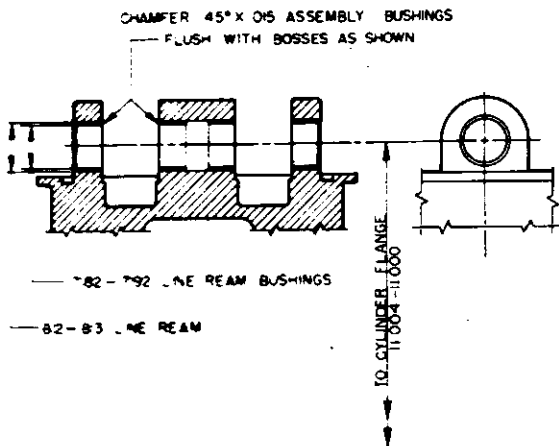 CHAMFER 45° X .015 ASSEMBLY BUSHINGS
FLUSH WITH BOSSES AS SHOWN
LINE REAM BUSHINGS
LINE REAM
TO CYLINDER FLANGE
11.004-11.000